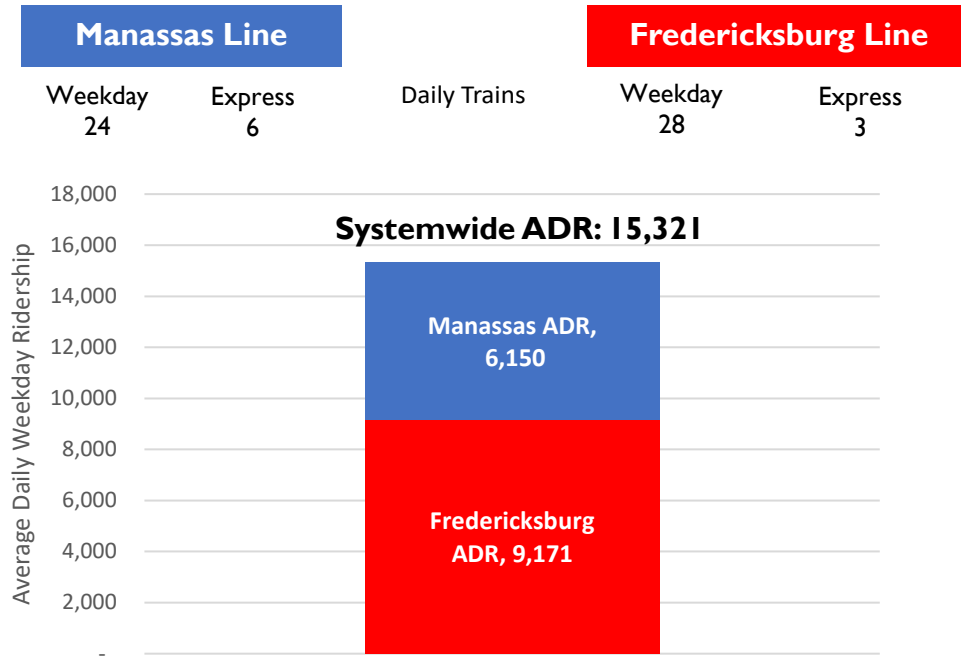 Manassas Line
Fredericksburg Line
Weekday
24
Express
6
Daily Trains
Weekday
28
Express
3
Systemwide ADR: 15,321
Average Daily Weekday Ridership
18,000
16,000
14,000
12,000
10,000
8,000
6,000
4,000
2,000
-
Manassas ADR,
6,150
Fredericksburg
ADR, 9,171